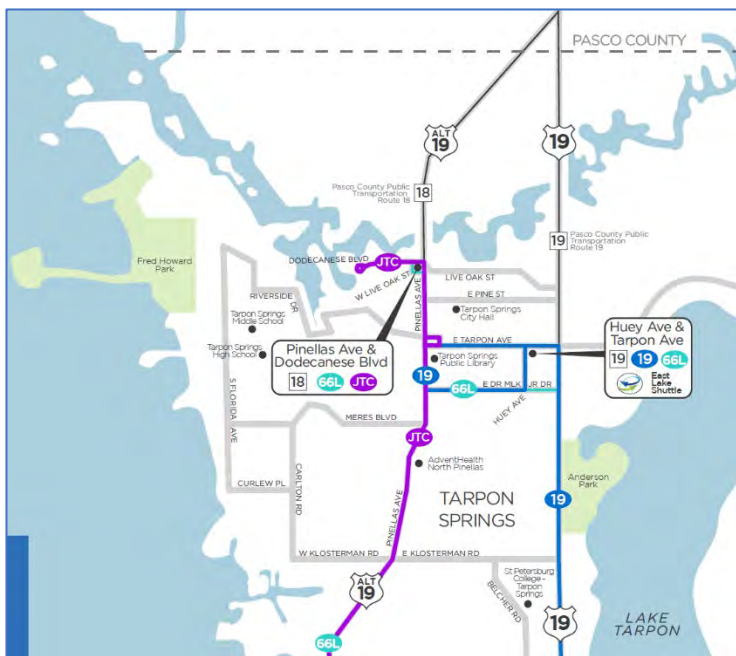 PASCO COUNTY
ALT
19
19
Pasco County Public
Transportation
Route 18
18
19
Pasco County Public
Transportation
Route 19
DODECANESE BLVD
JTC
W LIVE OAK ST
LIVE OAK ST
Fred Howard
Park
PINELLAS AVE
E PINE ST
RIVERSIDE
DR
Tarpon Springs
City Hall
Tarpon Springs
Middle School
Tarpon Springs
High School
E TARPON AVE
Pinellas Ave &
Dodecanese Blvd
18 66L JTC
Tarpon Springs
Public Library
Huey Ave &
Tarpon Ave
19 19 66L
East
Lake
Shuttle
19
66L
E DR MLK JR DR
HUEY AVE
S FLORIDA
AVE
MERES BLVD
JTC
AdventHealth
North Pinellas
CURLEW PL
CARLTON RD
PINELLAS AVE
TARPON
SPRINGS
19
Anderson
Park
W KLOSTERMAN RD
E KLOSTERMAN RD
ALT
19
BELCHER RD
St Petersburg
College -
Tarpon
Springs
19
LAKE
TARPON
66L